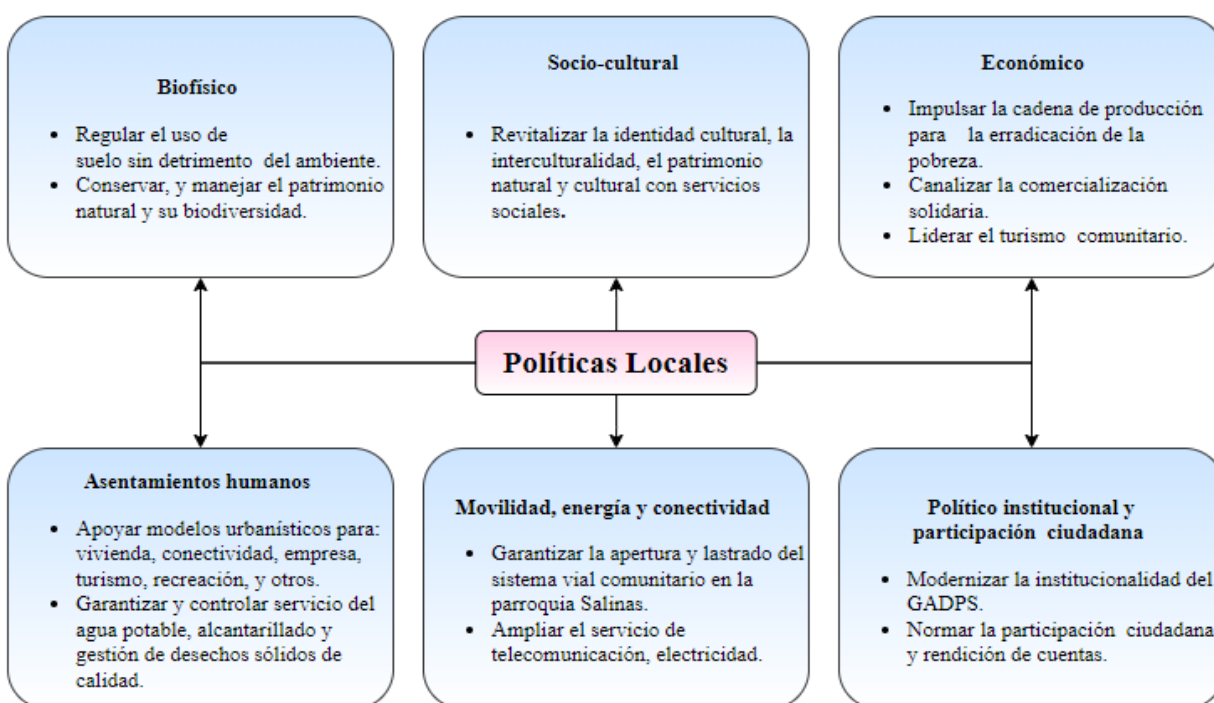 Biofísico
• Regular el uso de
suelo sin detrimento del ambiente.
• Conservar, y manejar el patrimonio
natural y su biodiversidad.
Socio-cultural
• Revitalizar la identidad cultural, la
interculturalidad, el patrimonio
natural y cultural con servicios
sociales.
Económico
• Impulsar la cadena de producción
para la erradicación de la
pobreza.
• Canalizar la comercialización
solidaria.
• Liderar el turismo comunitario.
Políticas Locales
Asentamientos humanos
• Apoyar modelos urbanísticos para:
vivienda, conectividad, empresa,
turismo, recreación, y otros.
• Garantizar y controlar servicio del
agua potable, alcantarillado y
gestión de desechos sólidos de
calidad.
Movilidad, energía y conectividad
• Garantizar la apertura y lastrado del
sistema vial comunitario en la
parroquia Salinas.
• Ampliar el servicio de
telecomunicación, electricidad.
Político institucional y
participación ciudadana
• Modernizar la institucionalidad del
GADPS.
• Normar la participación ciudadana
y rendición de cuentas.